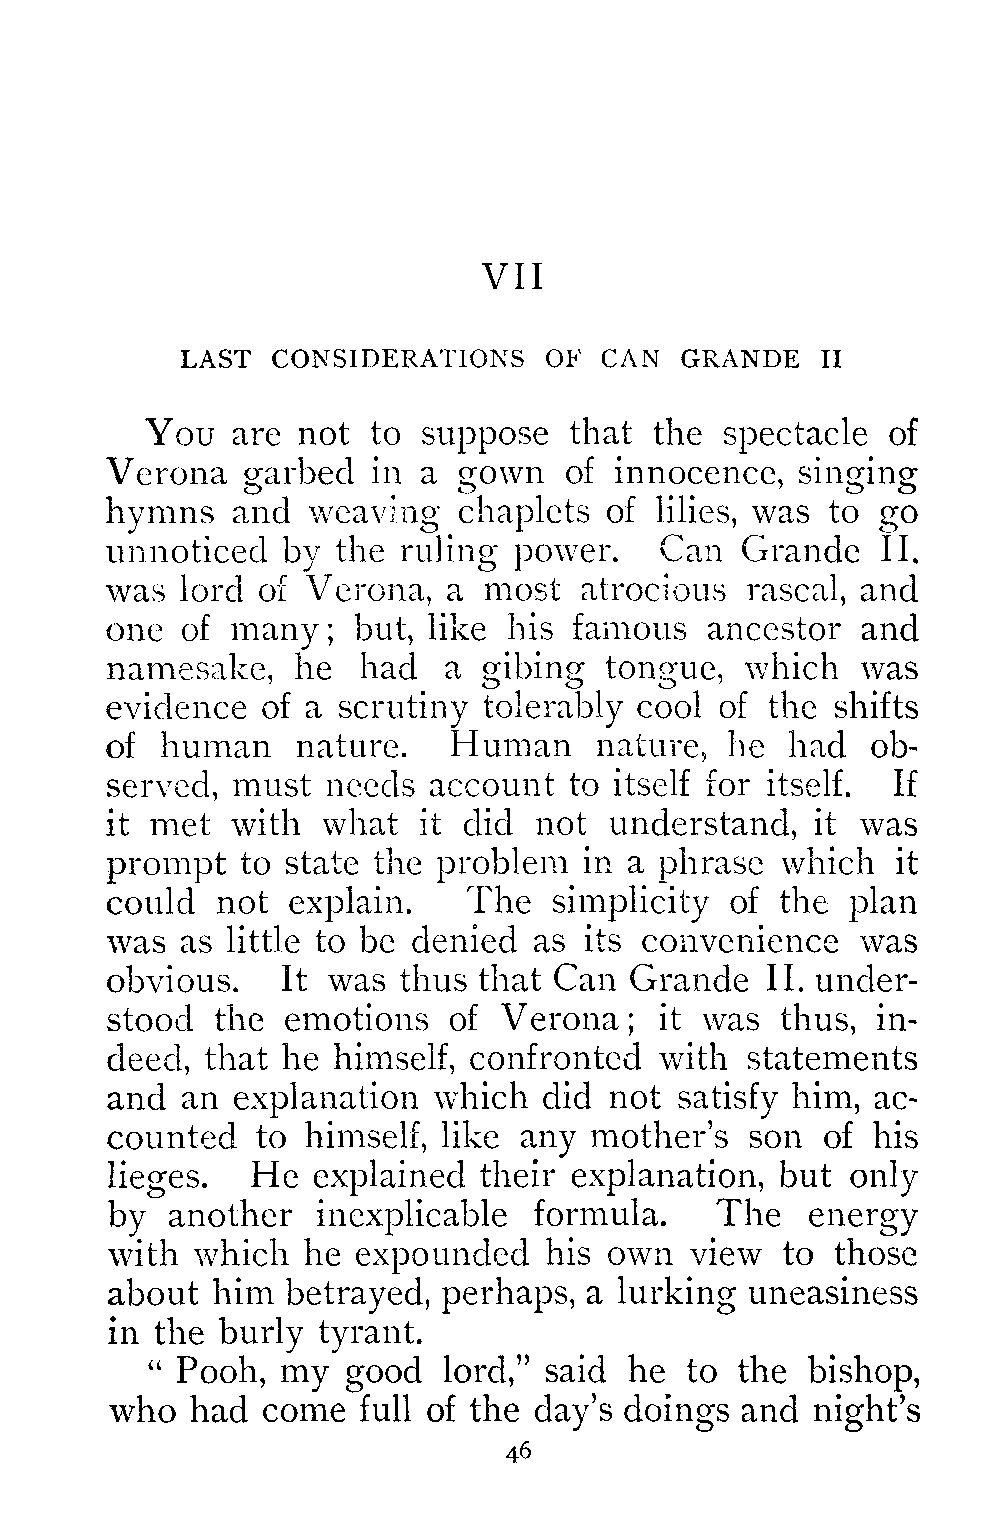 VII
LAST CONSIDERATIONS OF CAN GRANDE II
You are not to suppose that the spectacle of
Verona garbed in a gown of innocence, singing
hymns and weaving chaplets of lilies, was to go
unnoticed by the ruling power. Can Grande II.
was lord of Verona, a most atrocious rascal, and
one of many; but, like his famous ancestor and
namesake, he had a gibing tongue, which was
evidence of a scrutiny tolerably cool of the shifts
of human nature. Human nature, he had ob-
served, must needs account to itself for itself. If
it met with what it did not understand, it was
prompt to state the problem in a phrase which it
could not explain. The simplicity of the plan
was as little to be denied as its convenience was
obvious. It was thus that Can Grande II. under-
stood the emotions of Verona; it was thus, in-
deed, that he himself, confronted with statements
and an explanation which did not satisfy him, ac-
counted to himself, like any mother's son of his
lieges. He explained their explanation, but only
by another inexplicable formula. The energy
with which he expounded his own view to those
about him betrayed, perhaps, a lurking uneasiness
in the burly tyrant.
“ Pooh, my good lord,” said he to the bishop,
who had come full of the day's doings and night's
46